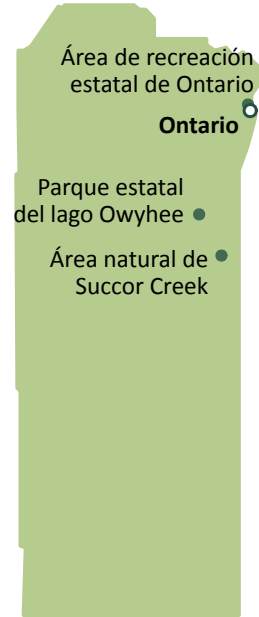 Área de recreación
estatal de Ontario
Ontario
Parque estatal
del lago Owyhee
Área natural de
Succor Creek